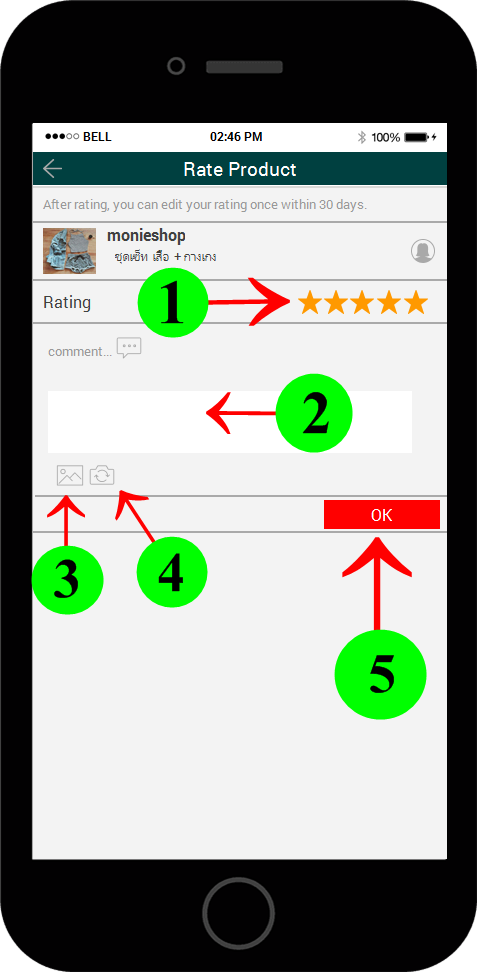 BELL 02:46 PM 100%
Rate Product
After rating, you can edit your rating once within 30 days.
monieshop
ชุดเซ็ท เสื้อ + กางเกง
Rating 1
comment...
2
3 4
OK
5